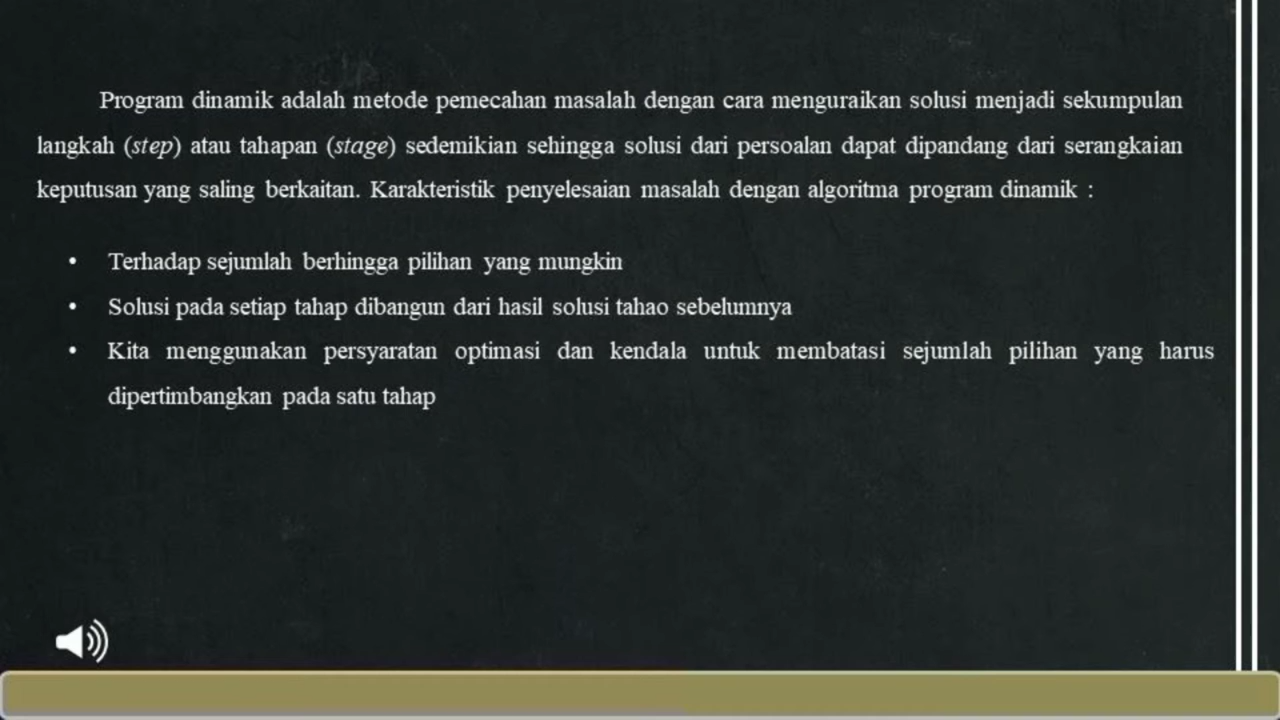 Program dinamik adalah metode pemecahan masalah dengan cara menguraikan solusi menjadi sekumpulan
langkah (step) atau tahapan (stage) sedemikian sehingga solusi dari persoalan dapat dipandang dari serangkaian
keputusan yang saling berkaitan. Karakteristik penyelesaian masalah dengan algoritma program dinamik :
• Terhadap sejumlah berhingga pilihan yang mungkin
• Solusi pada setiap tahap dibangun dari hasil solusi tahao sebelumnya
• Kita menggunakan persyaratan optimasi dan kendala untuk membatasi sejumlah pilihan yang harus
dipertimbangkan pada satu tahap